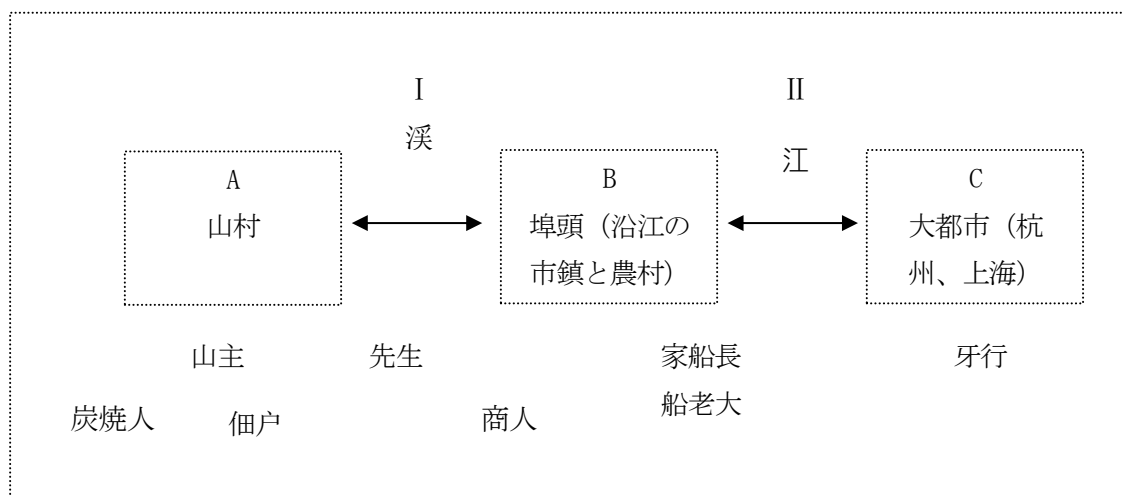 Ⅰ
渓
Ⅱ
江
A
山村
B
埠頭（沿江の
市鎮と農村）
C
大都市（杭
州、上海）
山主
先生
家船長
船老大
牙行
炭焼人
佃户
商人